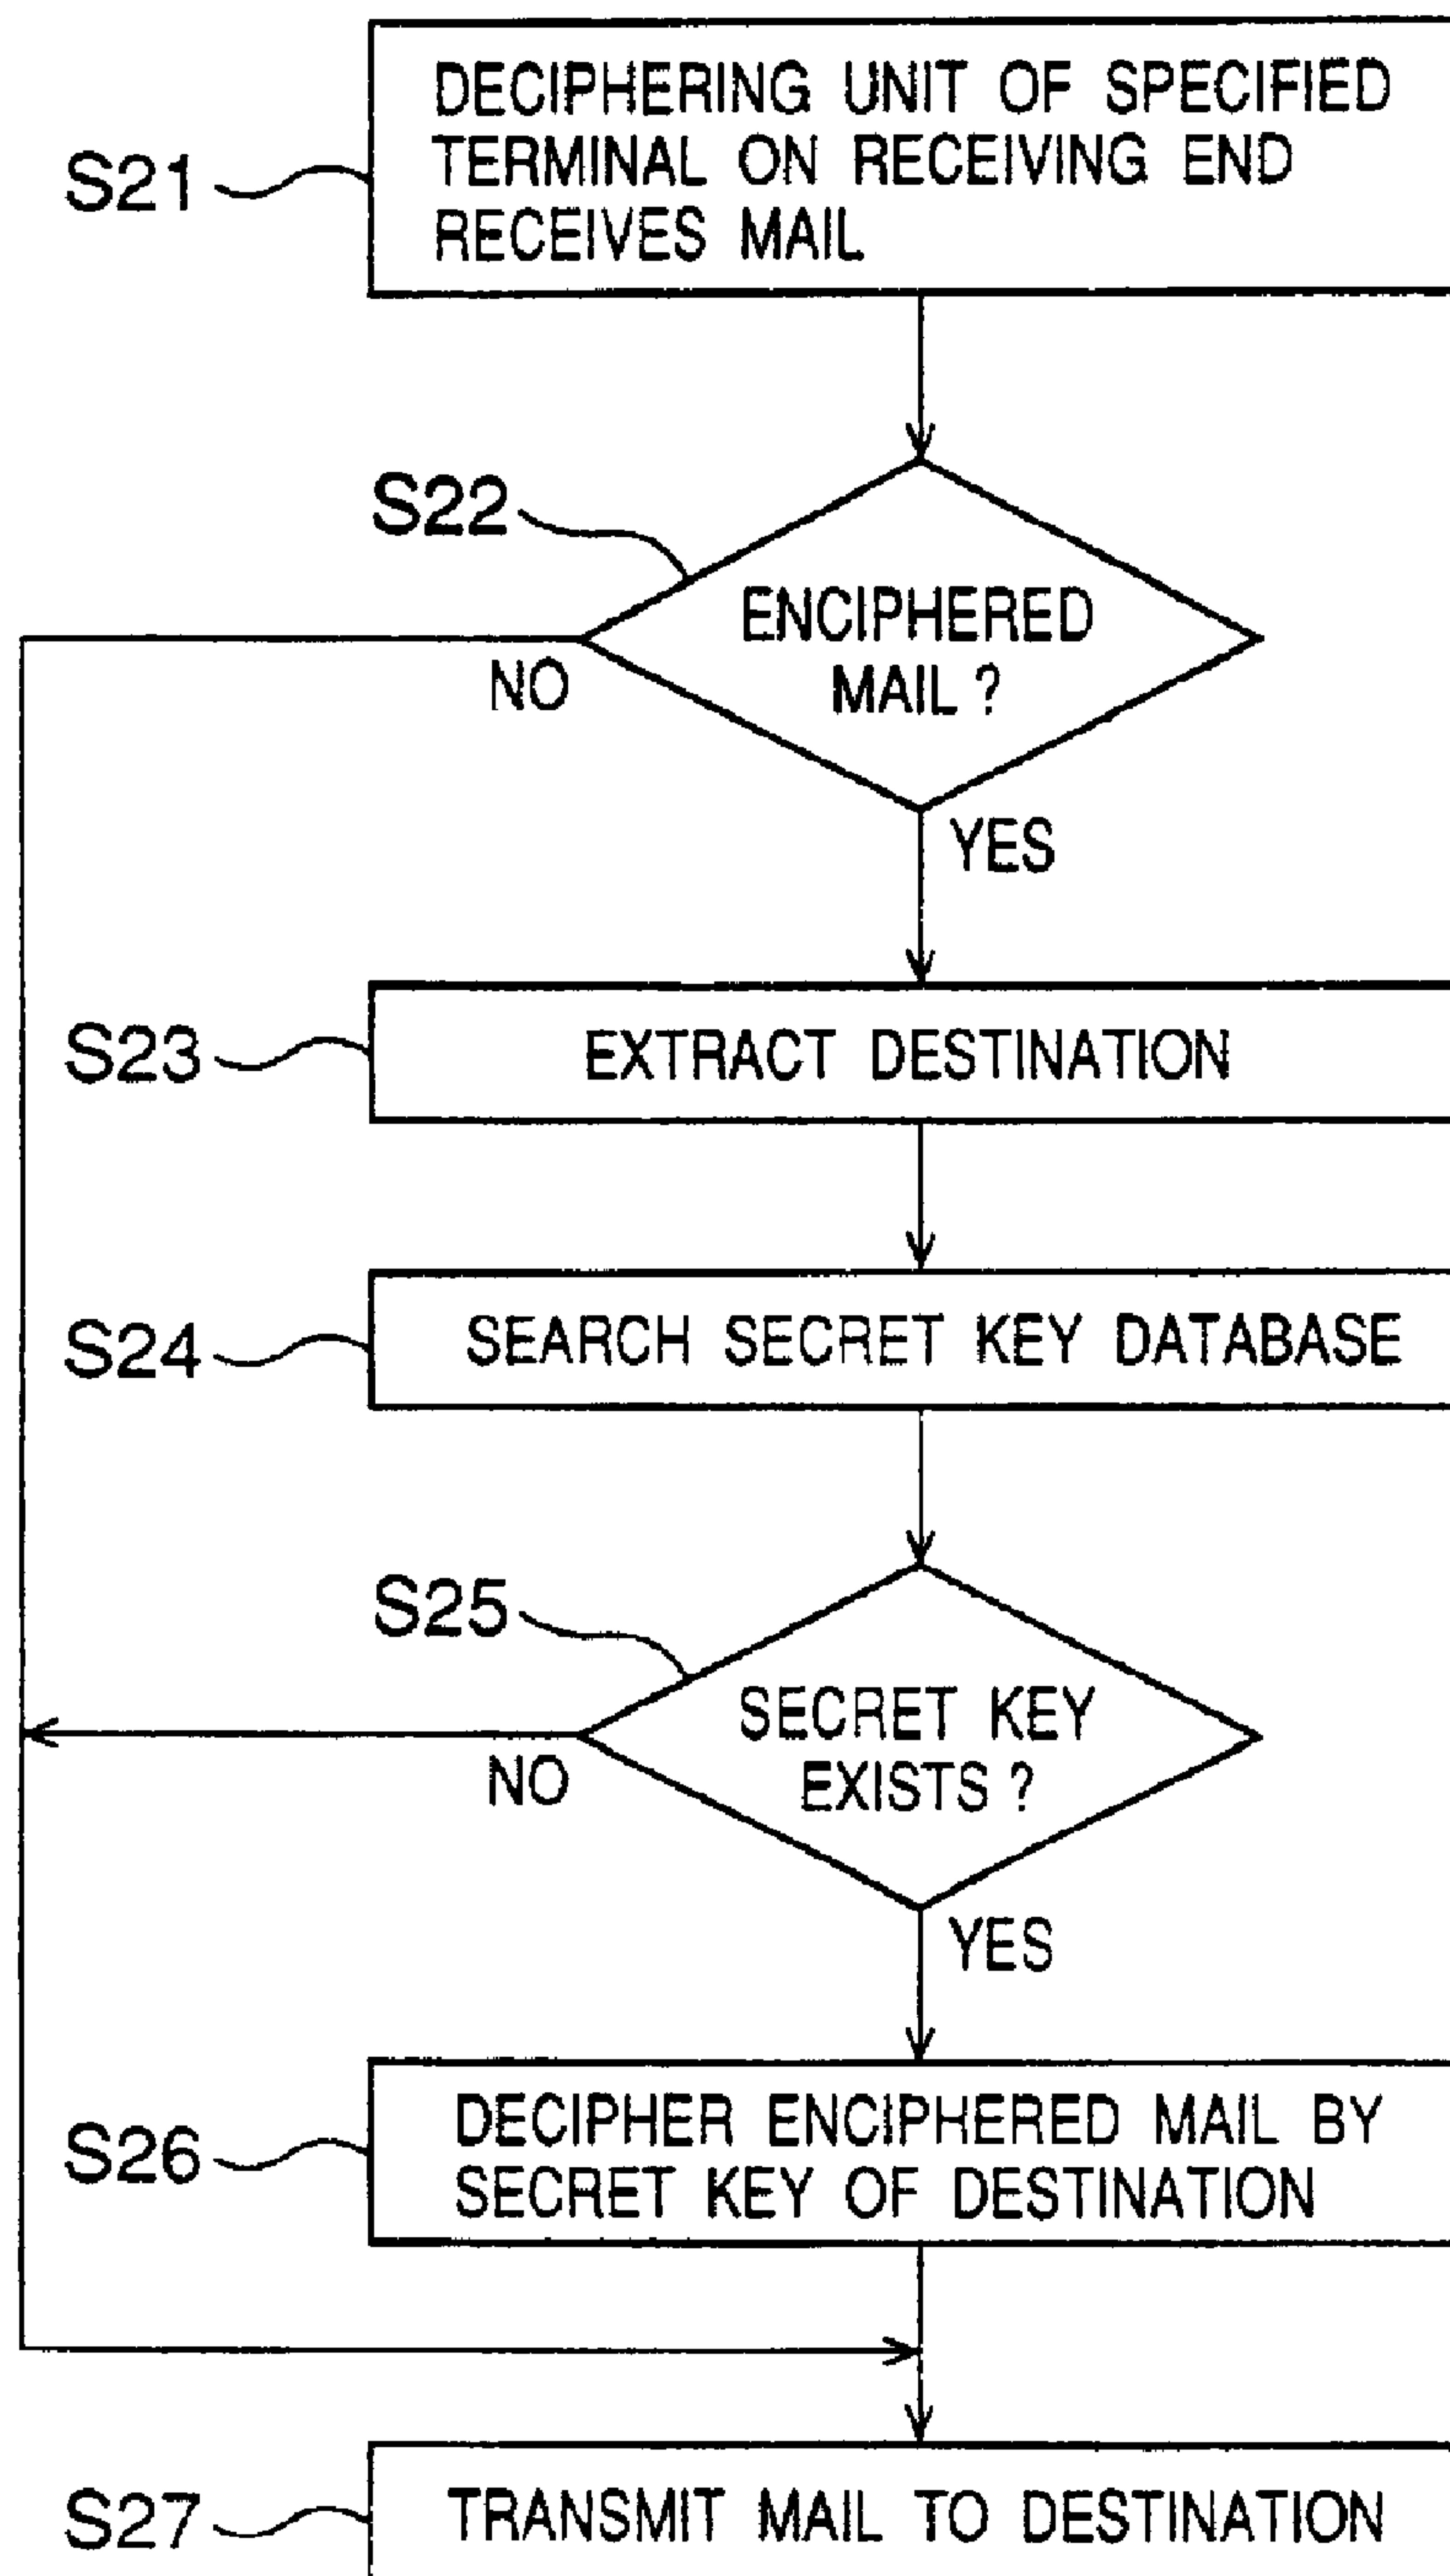 DECIPHERING UNIT OF SPECIFIED
TERMINAL ON RECEIVING END
RECEIVES MAIL
S21
S22
ENCIPHERED
MAIL ?
NO
YES
S23
EXTRACT DESTINATION
S24
SEARCH SECRET KEY DATABASE
S25
SECRET KEY
EXISTS ?
NO
YES
S26
DECIPHER ENCIPHERED MAIL BY
SECRET KEY OF DESTINATION
S27
TRANSMIT MAIL TO DESTINATION